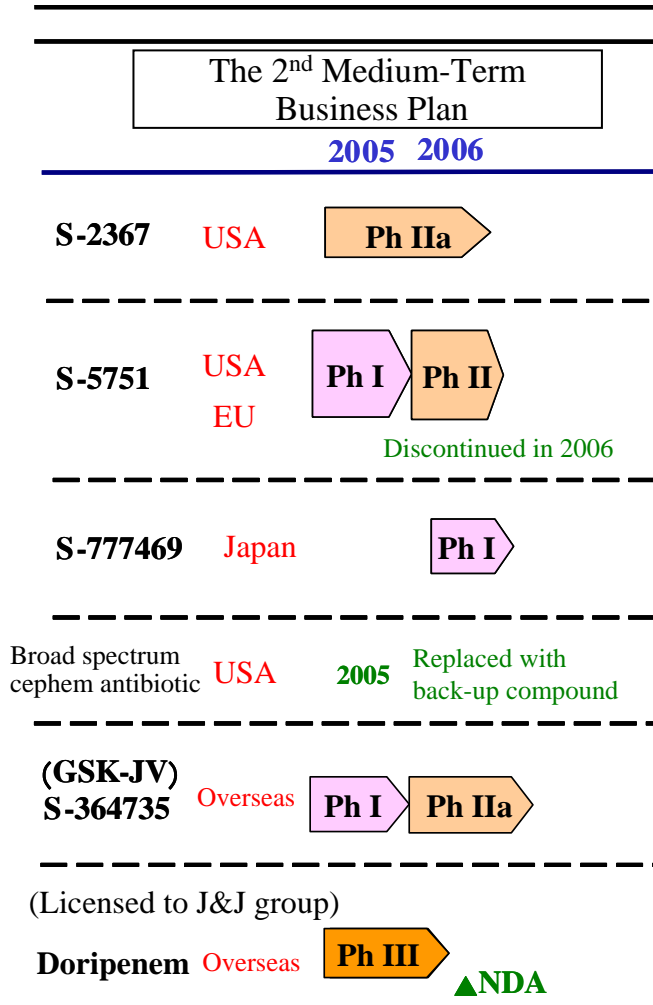 The 2nd Medium-Term
Business Plan
2005 2006
S-2367 USA Ph IIa
S-5751 USA Ph I Ph II
EU
Discontinued in 2006
S-777469 Japan Ph I
Broad spectrum
cephem antibiotic USA 2005 Replaced with
back-up compound
(GSK-JV)
S-364735 Overseas Ph I Ph IIa
(Licensed to J&J group)
Doripenem Overseas Ph III
▲NDA